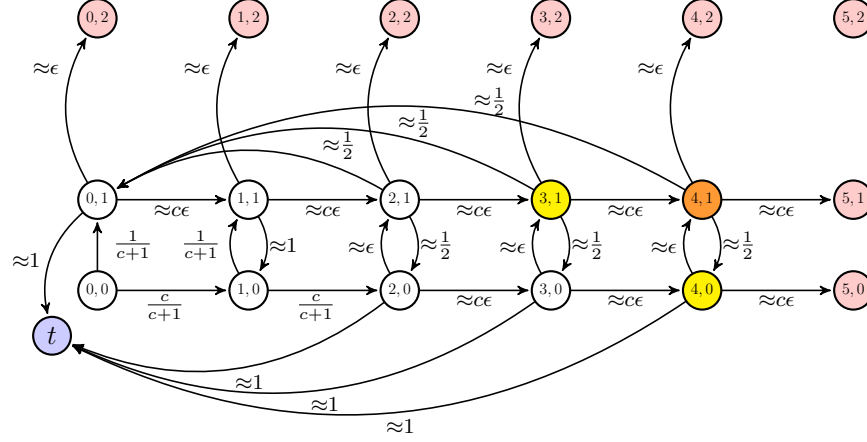 0, 2 1, 2 2, 2 3, 2 4, 2 5, 2
≈ϵ ≈ϵ ≈ϵ ≈ϵ ≈ϵ
≈1/2
≈1/2
≈1/2
0, 1 1, 1 2, 1 3, 1 4, 1 5, 1
≈cϵ ≈cϵ ≈cϵ ≈cϵ ≈cϵ
≈1 1/c+1 1/c+1 ≈1 ≈ϵ ≈1/2 ≈ϵ ≈1/2 ≈ϵ ≈1/2
0, 0 1, 0 2, 0 3, 0 4, 0 5, 0
c/c+1 c/c+1 ≈cϵ ≈cϵ ≈cϵ
t
≈1
≈1
≈1